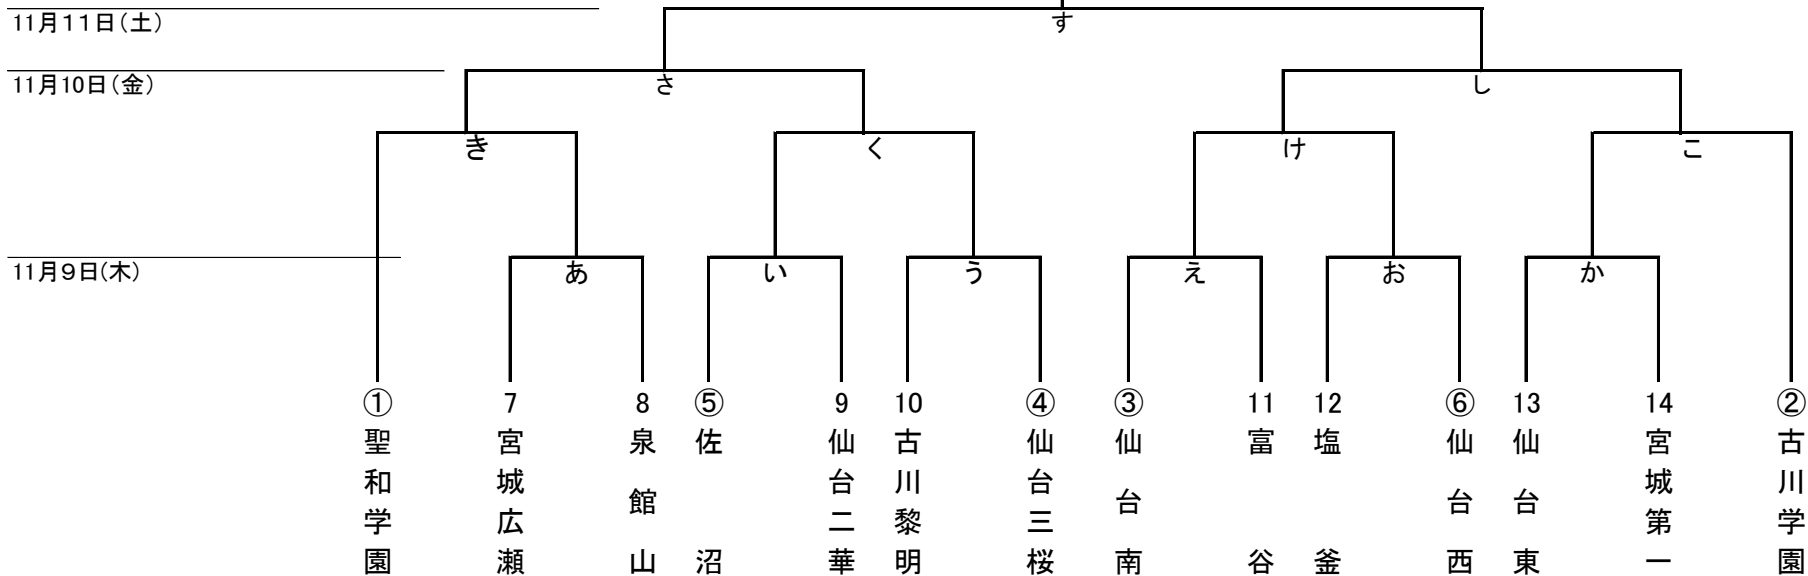 11月11日(土)
す
11月10日(金)
さ
し
き
く
け
こ
11月9日(木)
あ
い
う
え
お
か
① 7 8 ⑤ 9 10 ④ ③ 11 12 ⑥ 13 14 ②
聖和学園
宮城広瀬
泉館山
佐沼
仙台二華
古川黎明
仙台三桜
仙台南
富谷
塩釜
仙台西
仙台東
宮城第一
古川学園